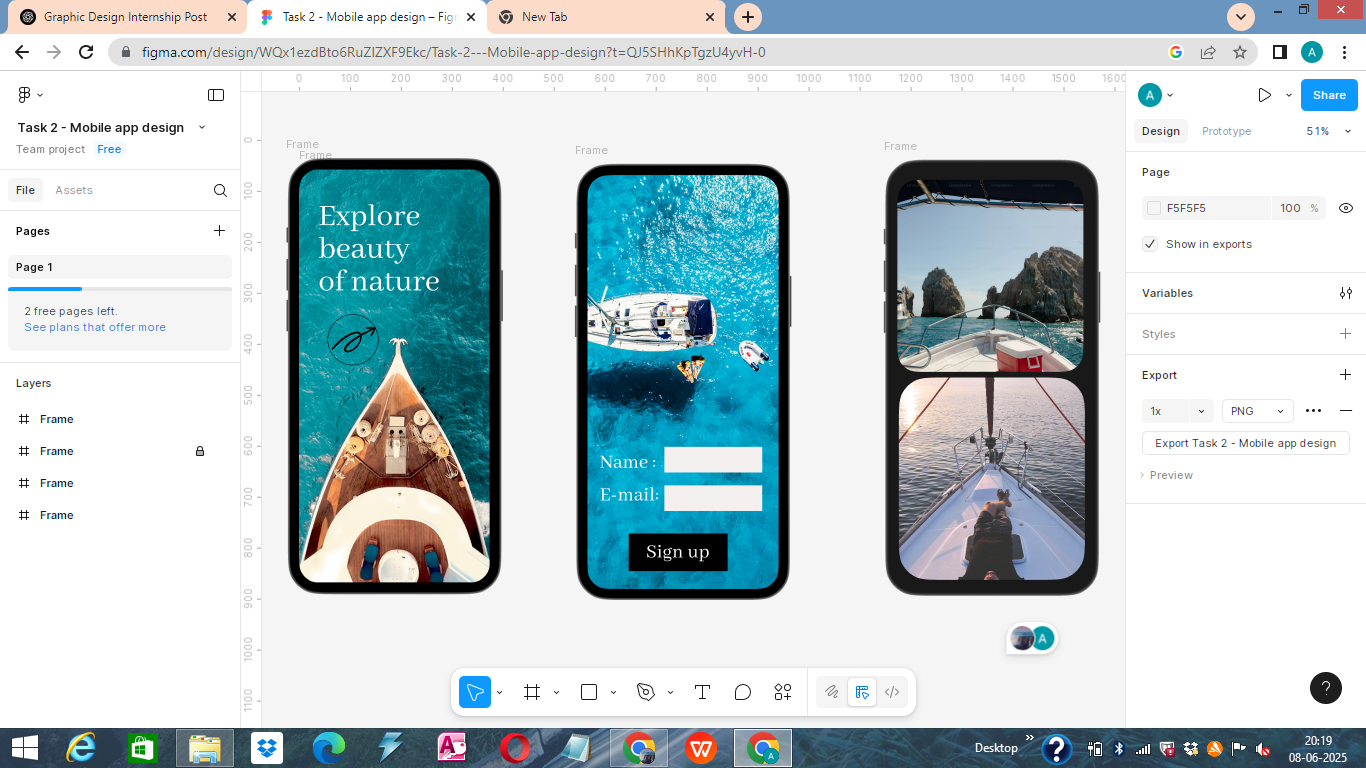 Graphic Design Internship Post
Task 2 - Mobile app design – Figm
New Tab
figma.com/design/WQx1ezdBto6RuZIZXF9Ekc/Task-2---Mobile-app-design?t=QJ5SHhKpTgzU4yvH-0
A
0 100 200 300 400 500 600 700 800 900 1000 1100 1200 1300 1400 1500 1600
Task 2 - Mobile app design
Team project Free
File Assets
Pages
Page 1
2 free pages left.
See plans that offer more
Layers
Frame
Frame
Frame
Frame
0
100
200
300
400
500
600
700
800
900
1000
1100
Frame
Frame
Explore
beauty
of nature
Frame
Name :
E-mail:
Sign up
Frame
A
A
Share
Design Prototype 51%
Page
F5F5F5 100 %
Show in exports
Variables
Styles
Export
1x PNG
Export Task 2 - Mobile app design
Preview
?
Desktop
20:19
08-06-2025